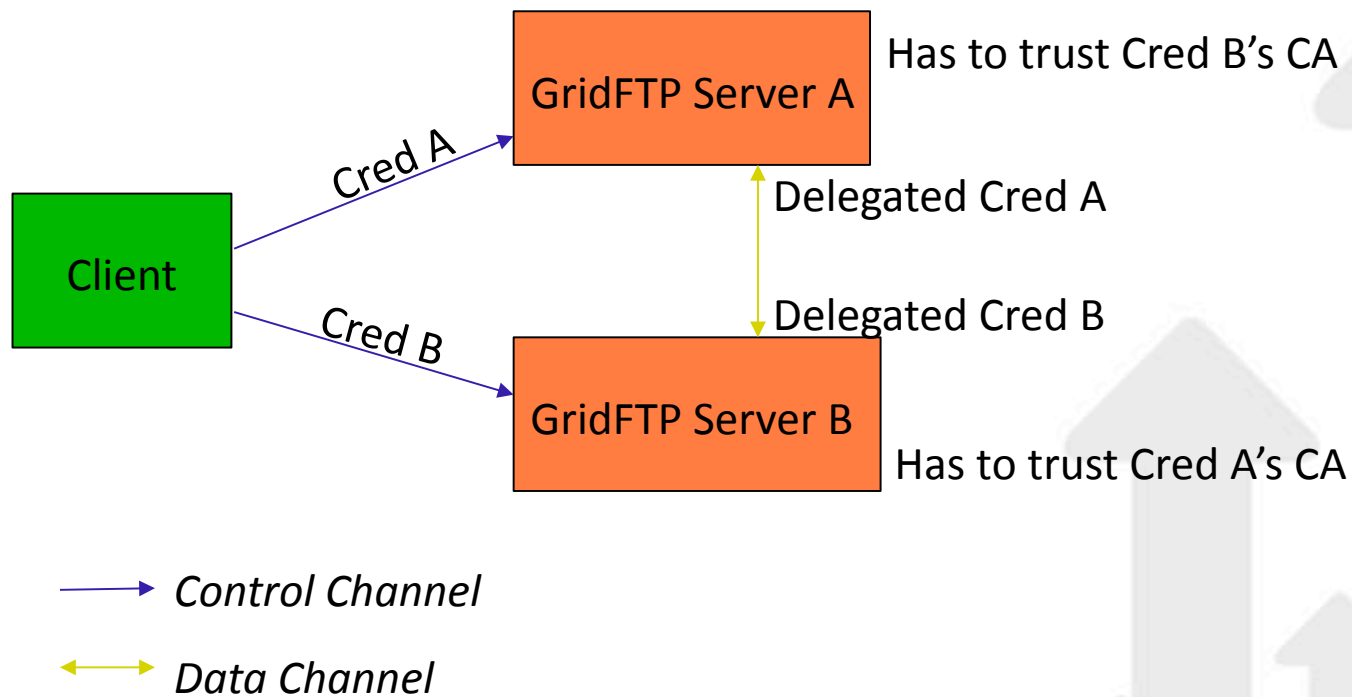 GridFTP Server A
Has to trust Cred B’s CA
Cred A
Delegated Cred A
Client
Delegated Cred B
Cred B
GridFTP Server B
Has to trust Cred A’s CA
Control Channel
Data Channel